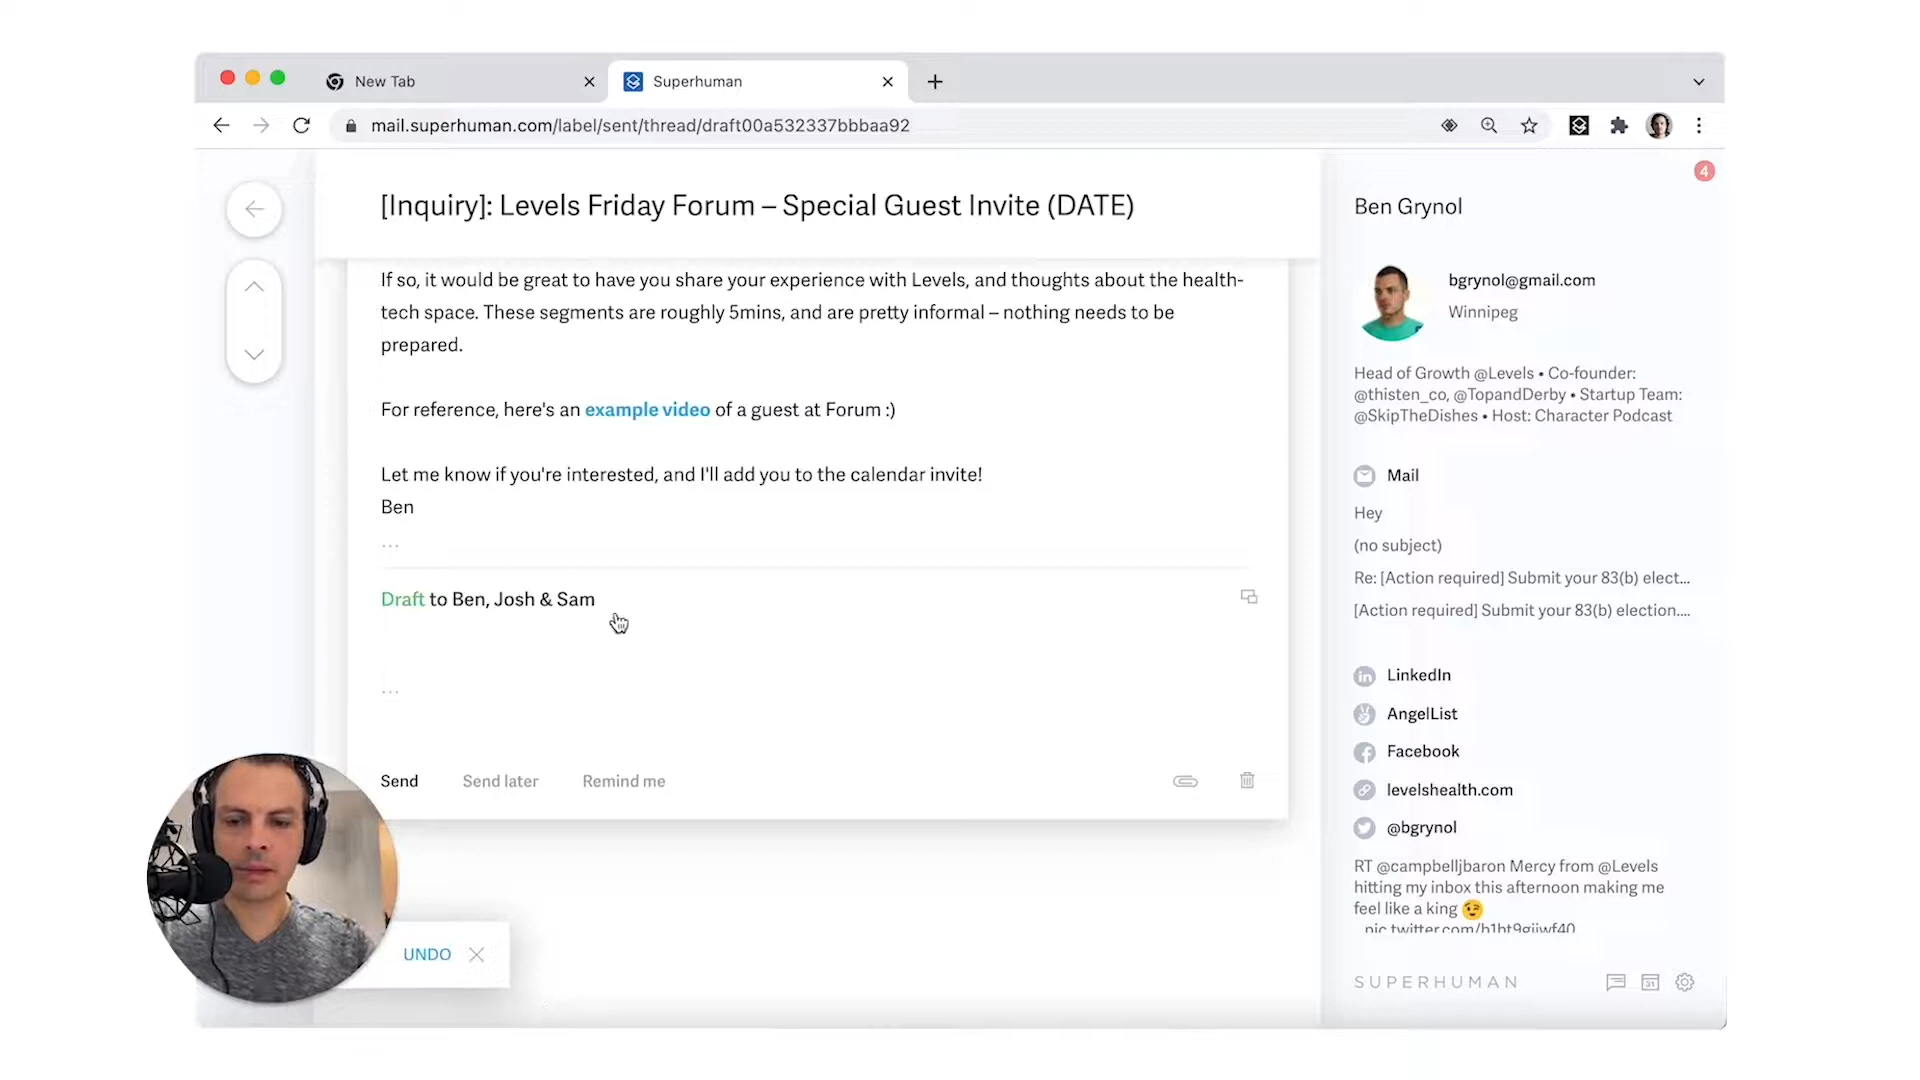 New Tab
Superhuman
mail.superhuman.com/label/sent/thread/draft00a532337bbbaa92
4
[Inquiry]: Levels Friday Forum – Special Guest Invite (DATE)
If so, it would be great to have you share your experience with Levels, and thoughts about the health-
tech space. These segments are roughly 5mins, and are pretty informal – nothing needs to be
prepared.
For reference, here's an example video of a guest at Forum :)
Let me know if you're interested, and I'll add you to the calendar invite!
Ben
...
Draft to Ben, Josh & Sam
...
Send
Send later
Remind me
UNDO
Ben Grynol
bgrynol@gmail.com
Winnipeg
Head of Growth @Levels • Co-founder:
@thisten_co, @TopandDerby • Startup Team:
@SkipTheDishes • Host: Character Podcast
Mail
Hey
(no subject)
Re: [Action required] Submit your 83(b) elect...
[Action required] Submit your 83(b) election....
LinkedIn
AngelList
Facebook
levelshealth.com
@bgrynol
RT @campbelljbaron Mercy from @Levels
hitting my inbox this afternoon making me
feel like a king 😉
SUPERHUMAN
31